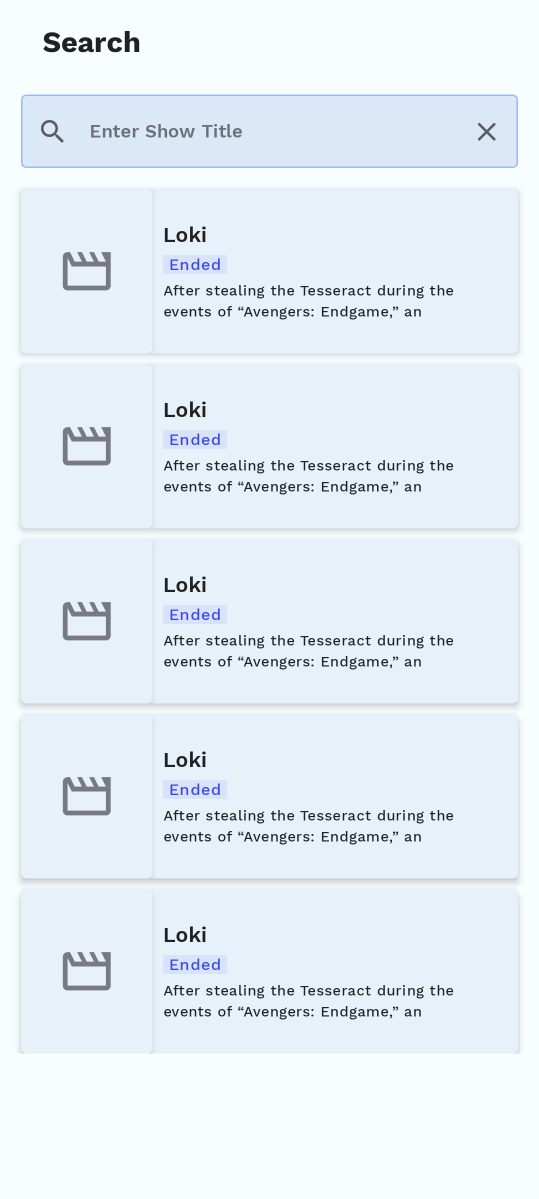 Search
Enter Show Title
Loki
Ended
After stealing the Tesseract during the
events of “Avengers: Endgame,” an
Loki
Ended
After stealing the Tesseract during the
events of “Avengers: Endgame,” an
Loki
Ended
After stealing the Tesseract during the
events of “Avengers: Endgame,” an
Loki
Ended
After stealing the Tesseract during the
events of “Avengers: Endgame,” an
Loki
Ended
After stealing the Tesseract during the
events of “Avengers: Endgame,” an